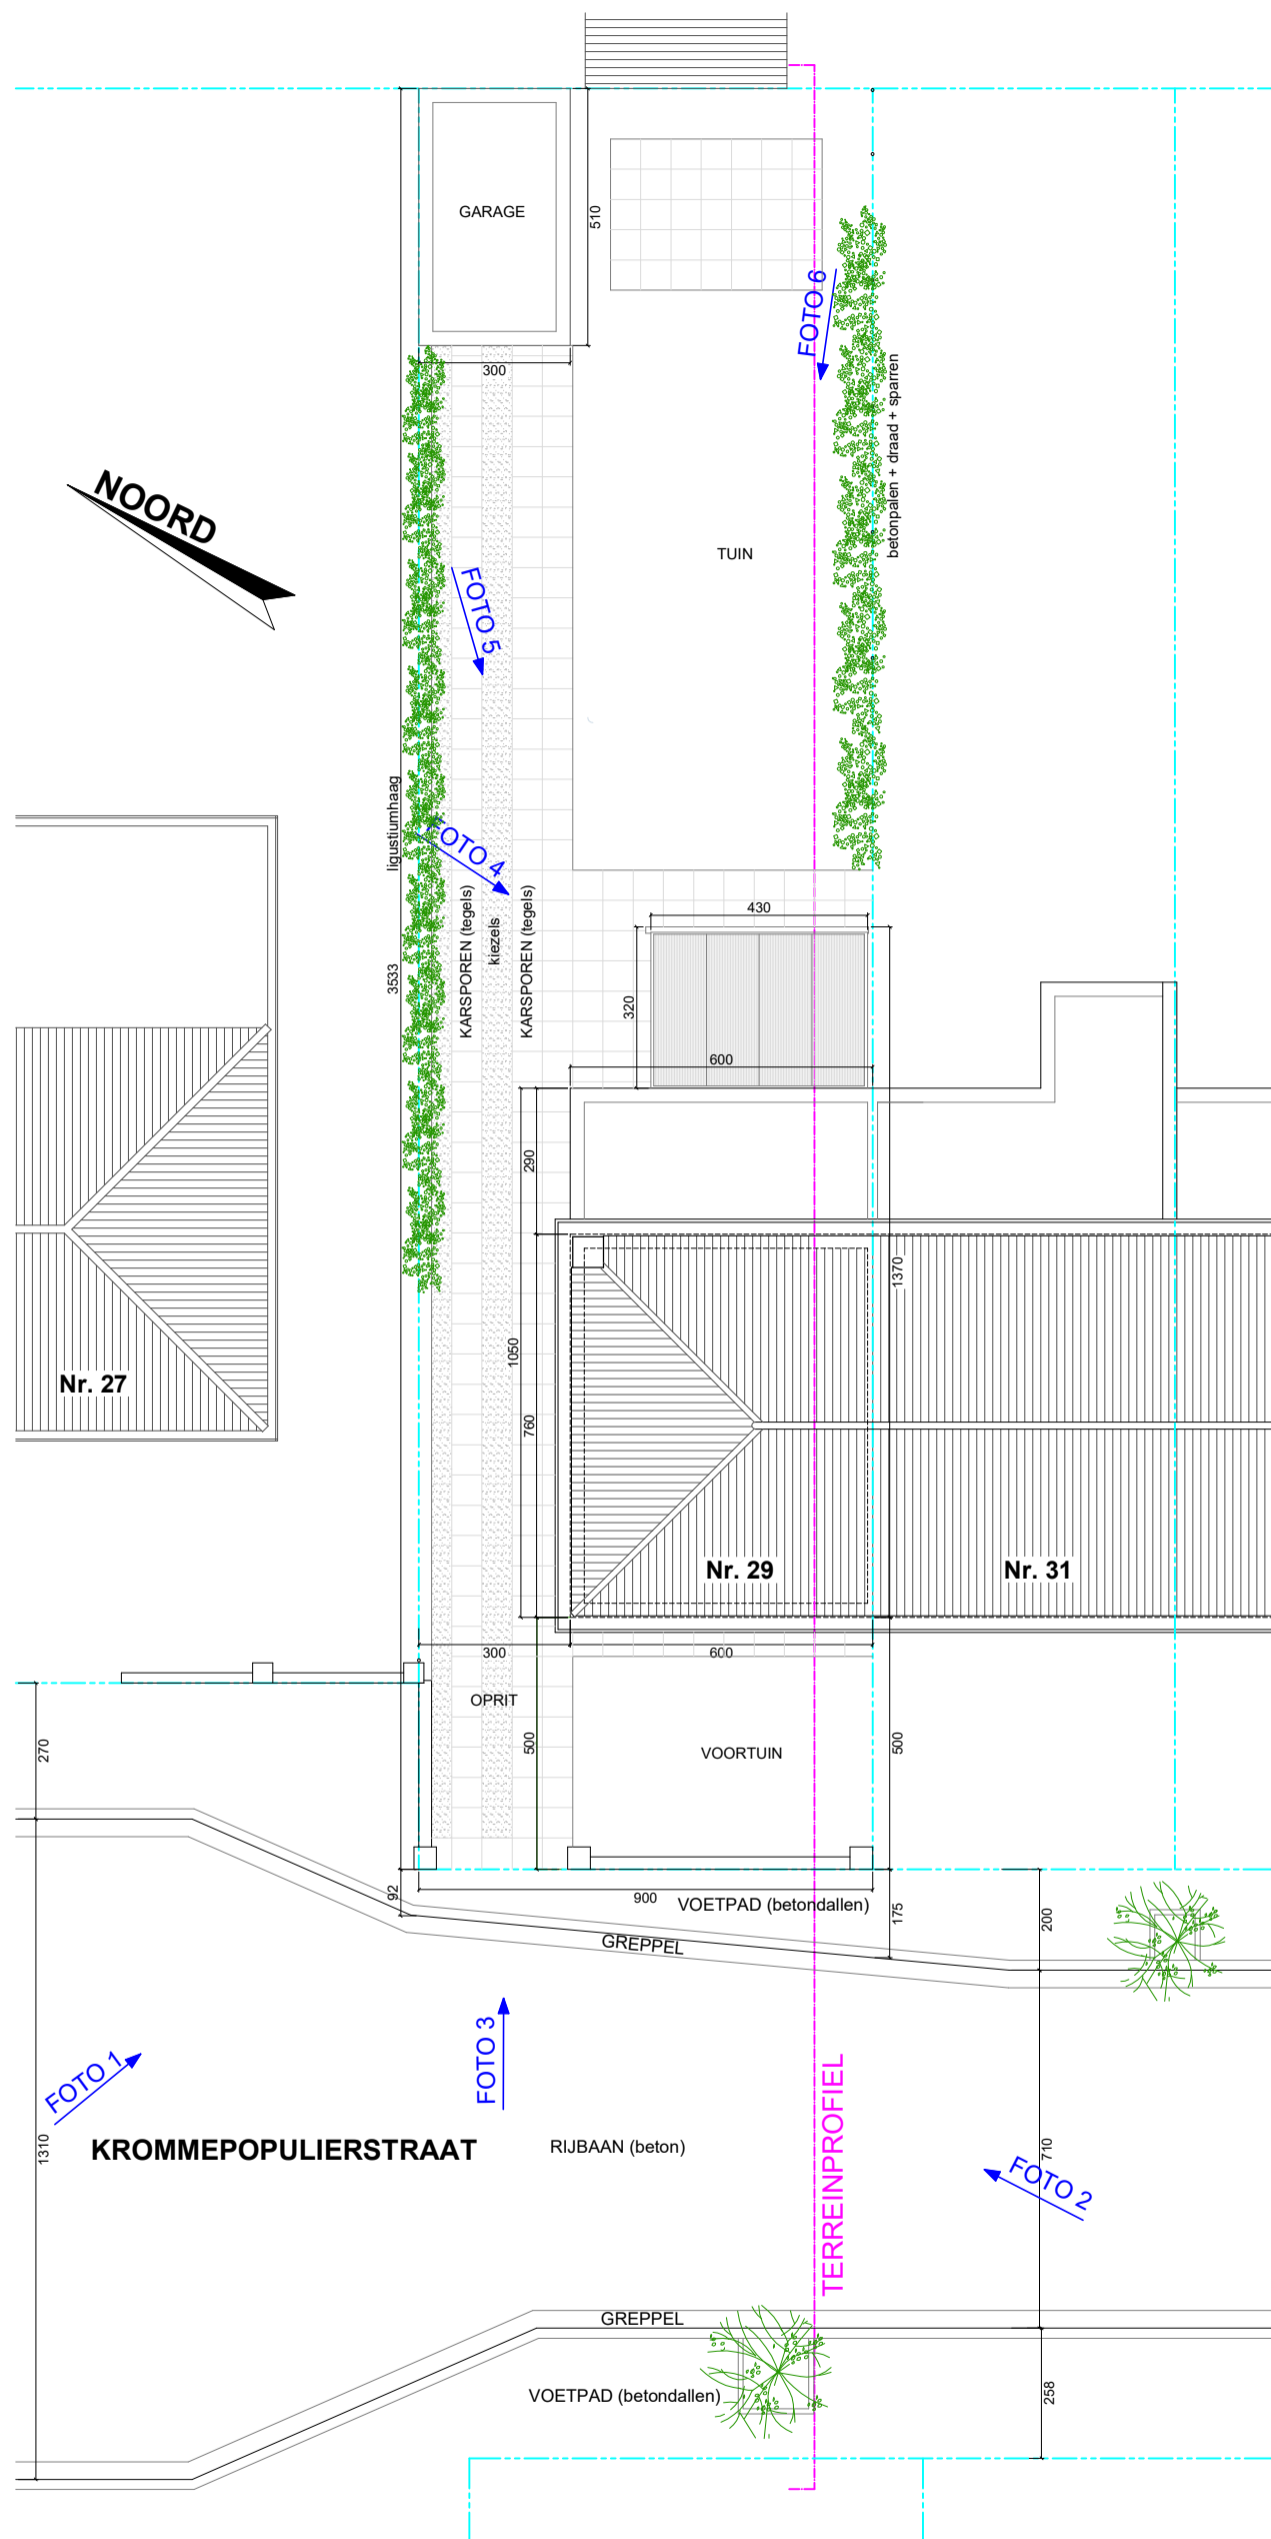 GARAGE
510
300
FOTO 6
betonpalen + draad + sparren
NOORD
TUIN
FOTO 5
ligustiumhaag
FOTO 4
KARSPOREN (tegels)
kiezels
KARSPOREN (tegels)
430
3533
320
600
290
1370
1050
Nr. 27
760
Nr. 29
Nr. 31
300
600
OPRIT
270
500
VOORTUIN
500
92
900
VOETPAD (betondallen)
175
200
GREPPEL
FOTO 3
FOTO 1
TERREINPROFIEL
1310
KROMMEPOPULIERSTRAAT
RIJBAAN (beton)
710
FOTO 2
GREPPEL
VOETPAD (betondallen)
258